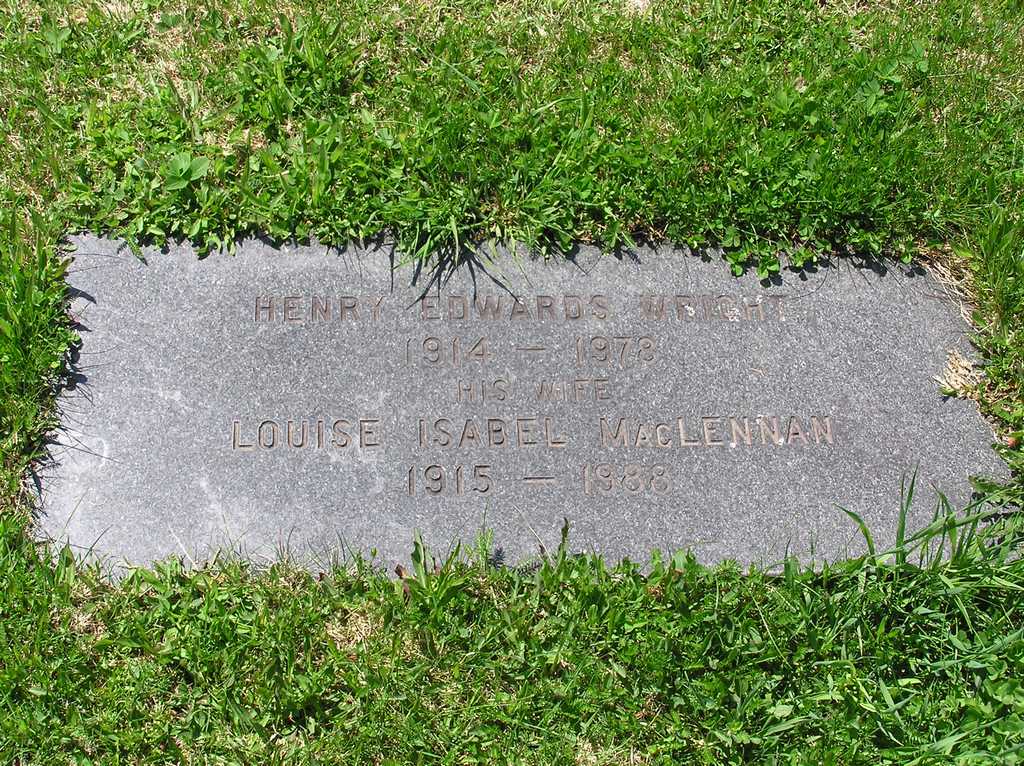 HENRY EDWARDS WRIGHT
1914 — 1978
HIS WIFE
LOUISE ISABEL MACLENNAN
1915 — 1988